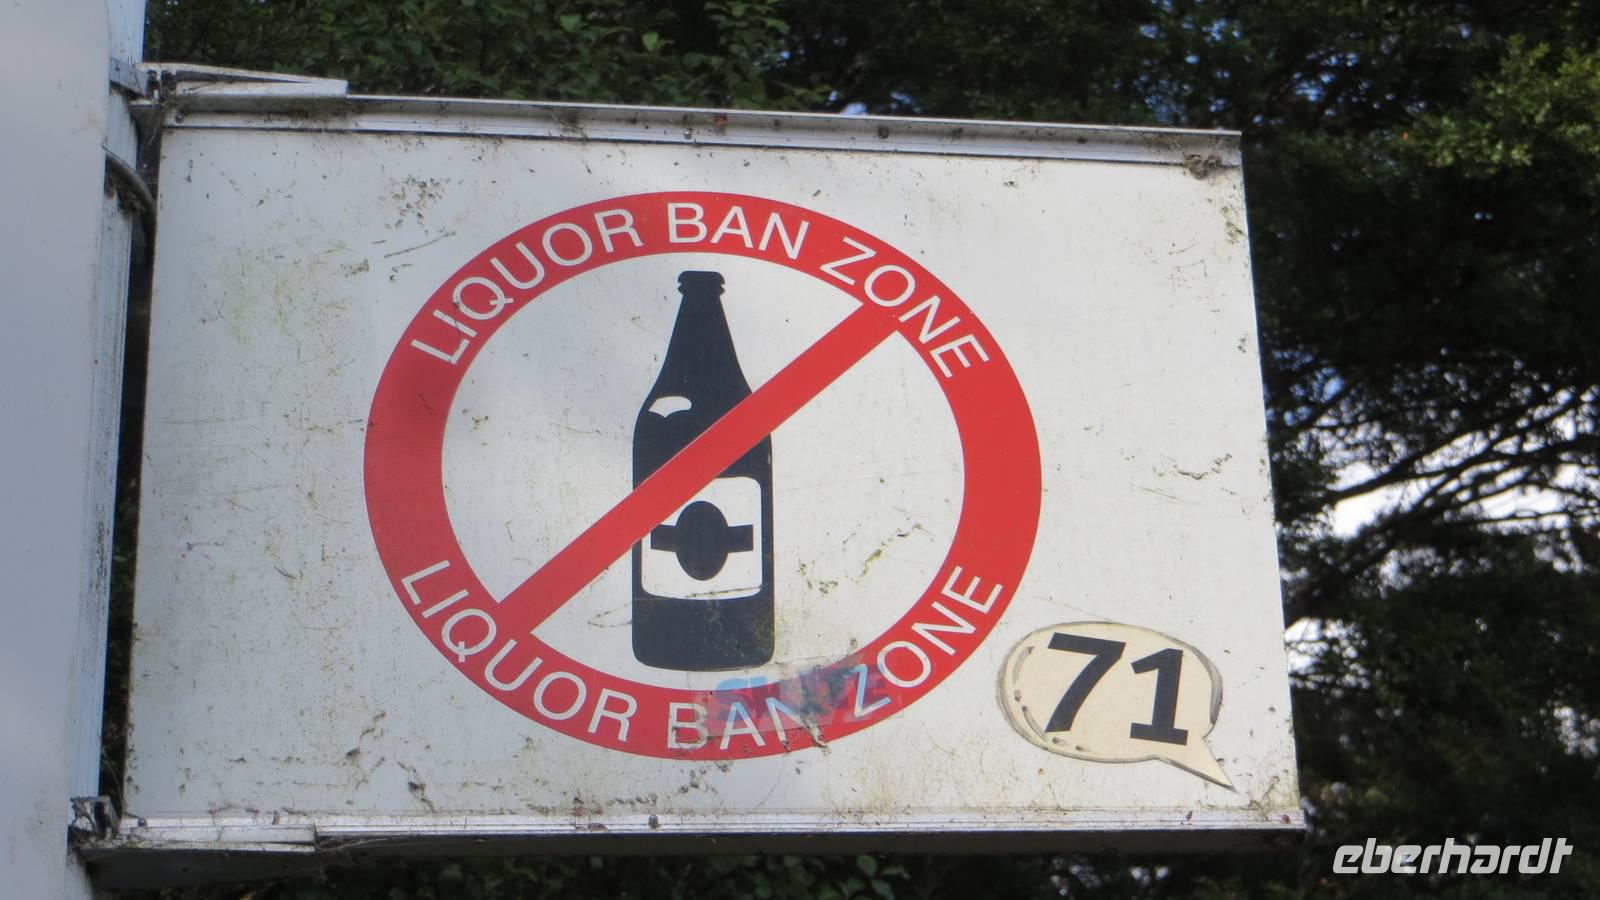 LIQUOR BAN ZONE
LIQUOR BAN ZONE
71
eberhardt